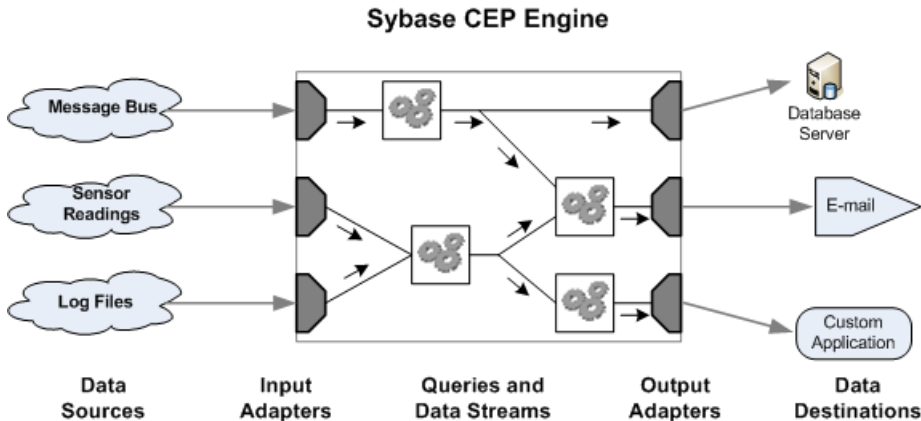 Sybase CEP Engine
Message Bus
Database
Server
Sensor
Readings
E-mail
Log Files
Custom
Application
Data
Sources
Input
Adapters
Queries and
Data Streams
Output
Adapters
Data
Destinations